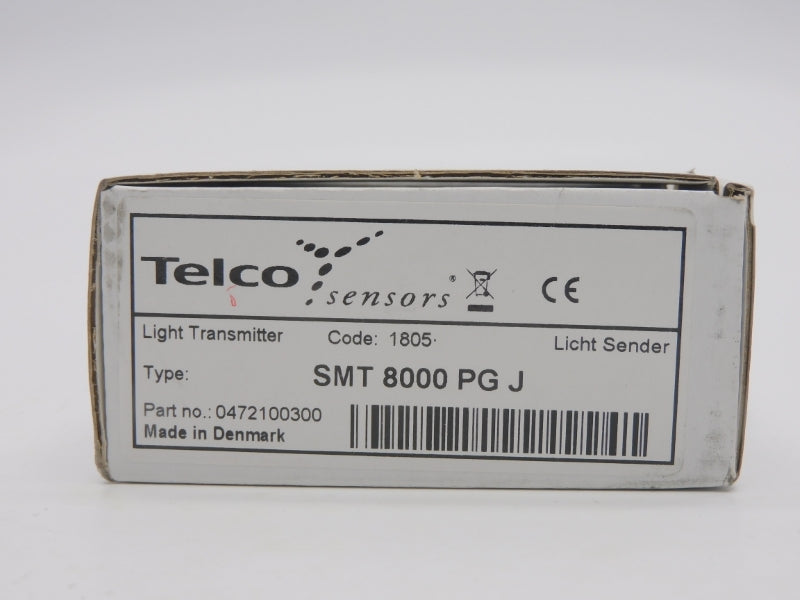 Telco
sensors ® CE
Light Transmitter Code: 1805· Licht Sender
Type: SMT 8000 PG J
Part no.: 0472100300
Made in Denmark